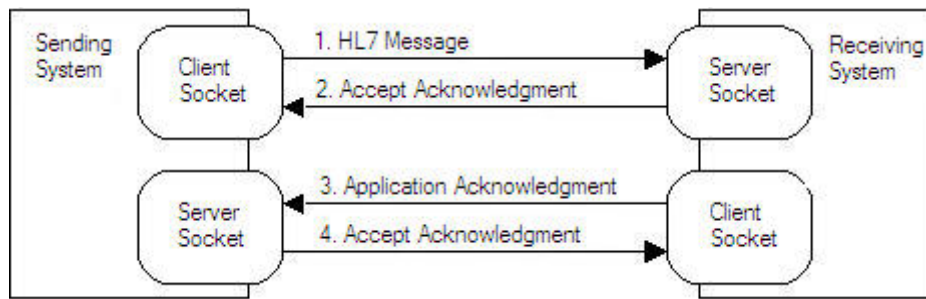 Sending
System
Client
Socket
1. HL7 Message
2. Accept Acknowledgment
Server
Socket
Receiving
System
Server
Socket
3. Application Acknowledgment
4. Accept Acknowledgment
Client
Socket